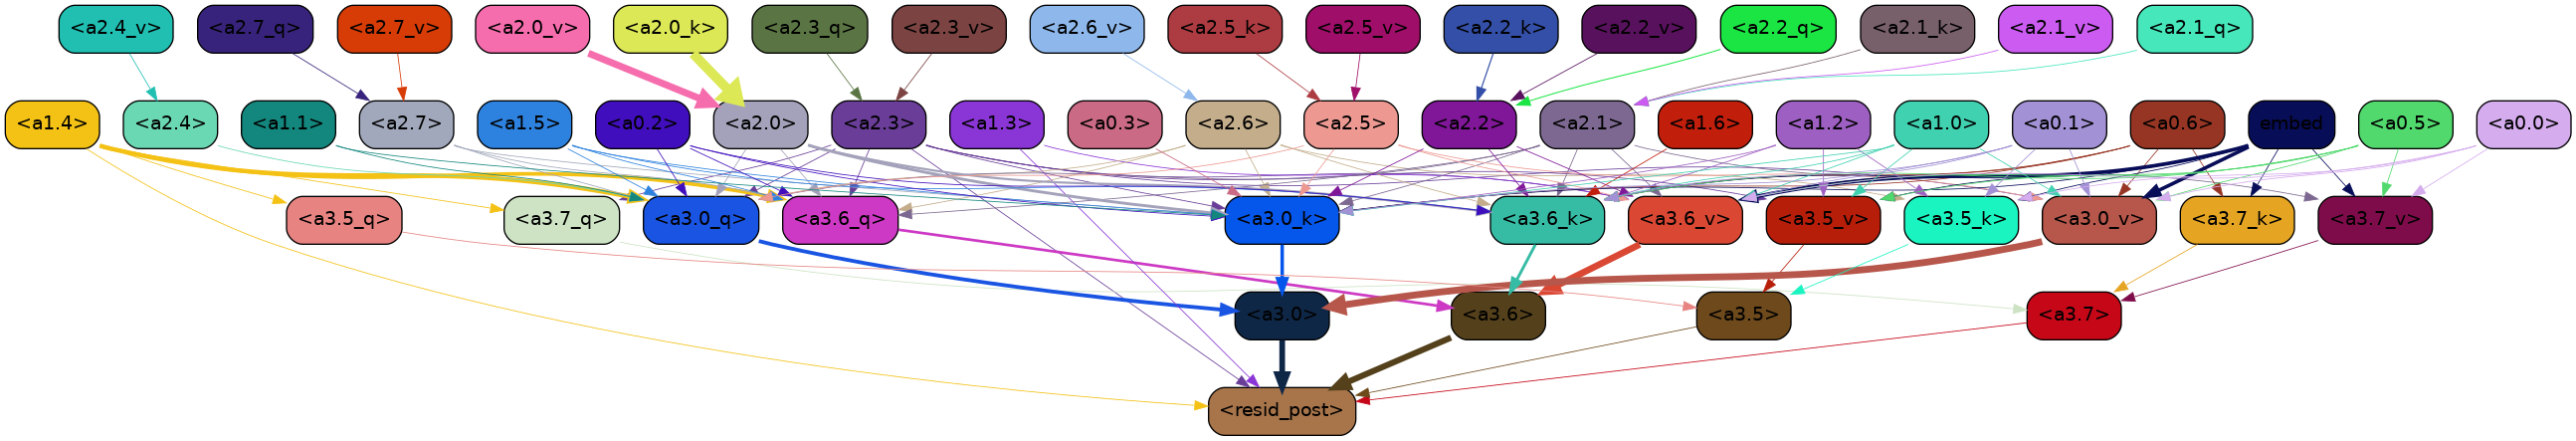 <a2.4_v> <a2.7_q> <a2.7_v> <a2.0_v> <a2.0_k> <a2.3_q> <a2.3_v> <a2.6_v> <a2.5_k> <a2.5_v> <a2.2_k> <a2.2_v> <a2.2_q> <a2.1_k> <a2.1_v> <a2.1_q>
<a1.4> <a2.4> <a1.1> <a2.7> <a1.5> <a0.2> <a2.0> <a2.3> <a1.3> <a0.3> <a2.6> <a2.5> <a2.2> <a2.1> <a1.6> <a1.2> <a1.0> <a0.1> <a0.6> embed <a0.5> <a0.0>
<a3.5_q> <a3.7_q> <a3.0_q> <a3.6_q> <a3.0_k> <a3.6_k> <a3.6_v> <a3.5_v> <a3.5_k> <a3.0_v> <a3.7_k> <a3.7_v>
<a3.0> <a3.6> <a3.5> <a3.7>
<resid_post>